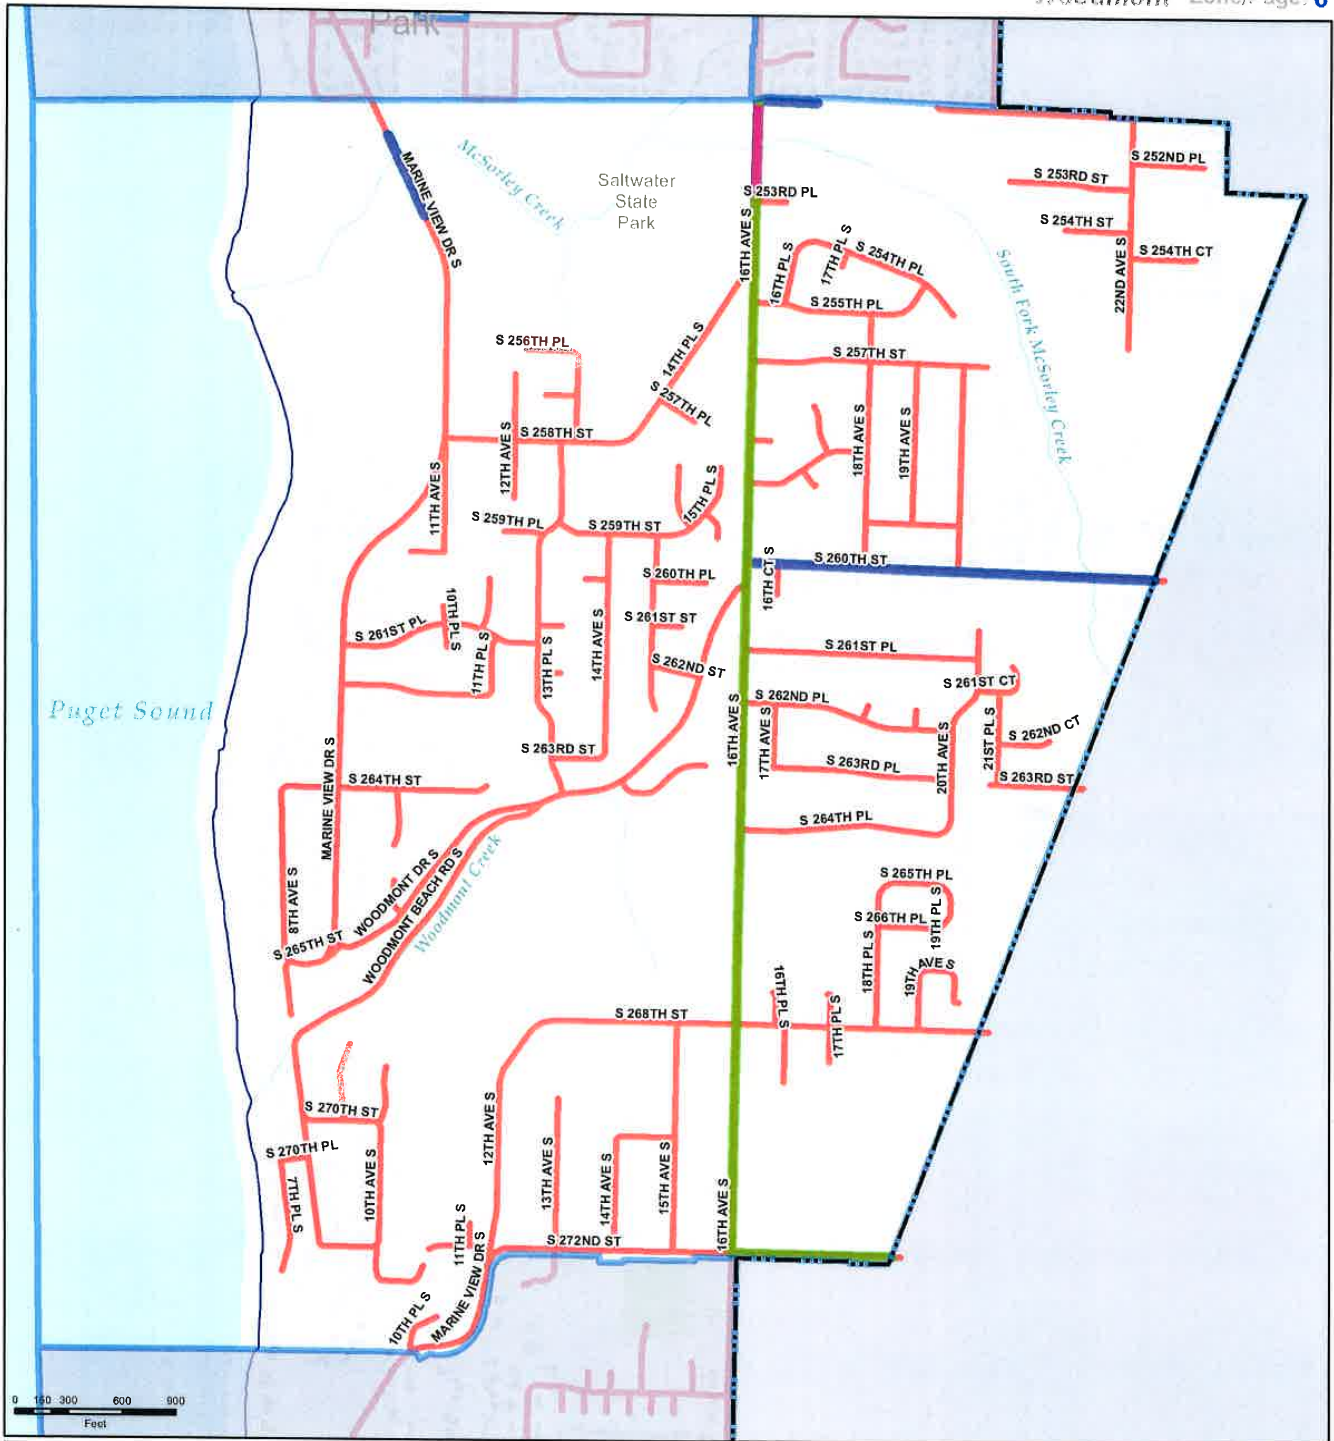 Park
Woodmont Zone/Page: 6
MARINE VIEW DR S
McSorley Creek
Saltwater
State
Park
S 252ND PL
S 253RD ST
S 253RD PL
S 254TH ST
S 254TH CT
22ND AVE S
16TH AVE S
16TH PL S
17TH PL S
S 254TH PL
S 255TH PL
South Fork McSorley Creek
S 256TH PL
14TH PL S
S 257TH ST
S 257TH PL
S 258TH ST
12TH AVE S
11TH AVE S
18TH AVE S
19TH AVE S
15TH PL S
S 259TH PL
S 259TH ST
S 260TH ST
16TH CT S
S 260TH PL
10TH PL S
S 261ST PL
11TH PL S
13TH PL S
14TH AVE S
S 261ST ST
S 262ND ST
S 261ST PL
S 261ST CT
S 262ND PL
16TH AVE S
17TH AVE S
20TH AVE S
21ST PL S
S 262ND CT
Puget Sound
S 263RD ST
S 263RD PL
S 263RD ST
MARINE VIEW DR S
S 264TH ST
S 264TH PL
8TH AVE S
WOODMONT DR S
WOODMONT BEACH RD S
Woodmont Creek
S 265TH ST
S 265TH PL
S 266TH PL
19TH PL S
18TH PL S
19TH AVE S
16TH PL S
17TH PL S
S 268TH ST
S 270TH ST
S 270TH PL
7TH PL S
10TH AVE S
12TH AVE S
13TH AVE S
14TH AVE S
15TH AVE S
16TH AVE S
11TH PL S
S 272ND ST
MARINE VIEW DR S
10TH PL S
0 150 300 600 900
Feet